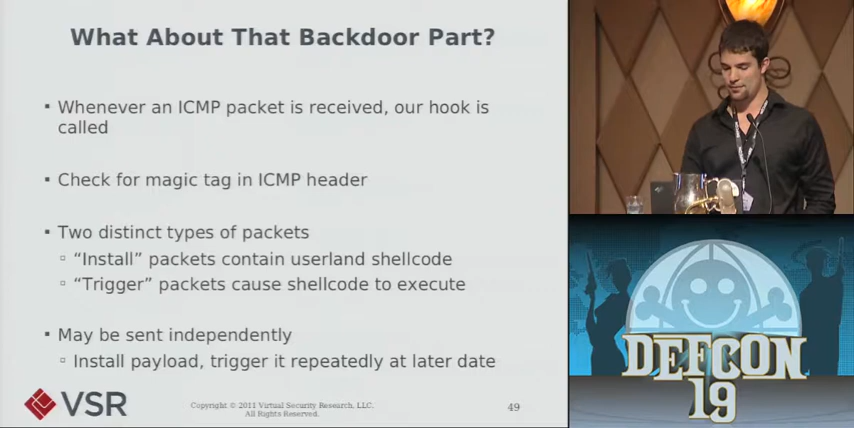 What About That Backdoor Part?
▪ Whenever an ICMP packet is received, our hook is
called
▪ Check for magic tag in ICMP header
▪ Two distinct types of packets
▫ “Install” packets contain userland shellcode
▫ “Trigger” packets cause shellcode to execute
▪ May be sent independently
▫ Install payload, trigger it repeatedly at later date
VSR
Copyright © 2011 Virtual Security Research, LLC.
All Rights Reserved.
49
DEFCON
19